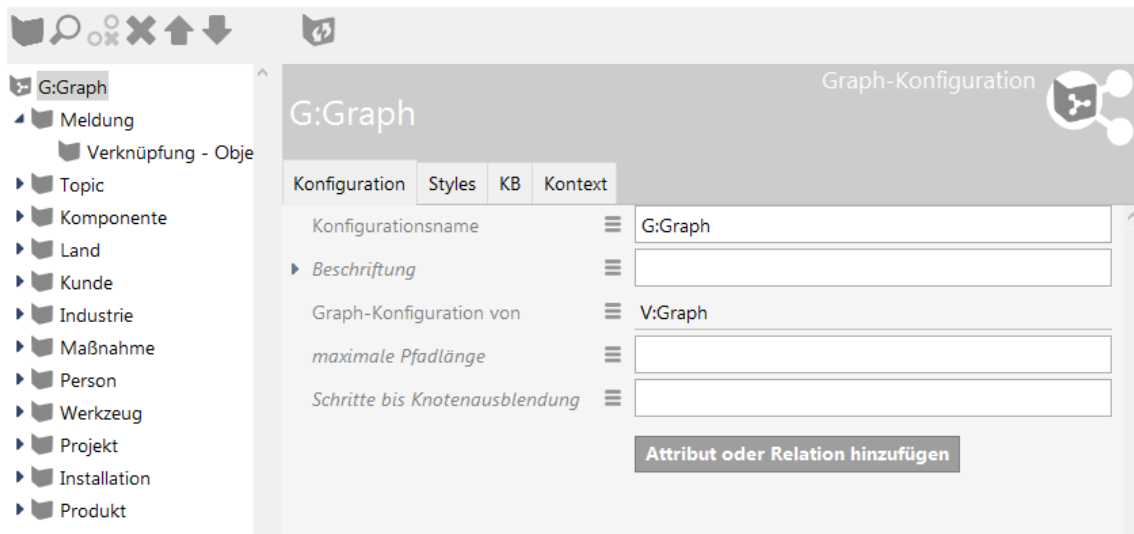 G:Graph
Meldung
Verknüpfung - Obje
Topic
Komponente
Land
Kunde
Industrie
Maßnahme
Person
Werkzeug
Projekt
Installation
Produkt
Graph-Konfiguration
G:Graph
Konfiguration Styles KB Kontext
Konfigurationsname G:Graph
Beschriftung
Graph-Konfiguration von V:Graph
maximale Pfadlänge
Schritte bis Knotenausblendung
Attribut oder Relation hinzufügen